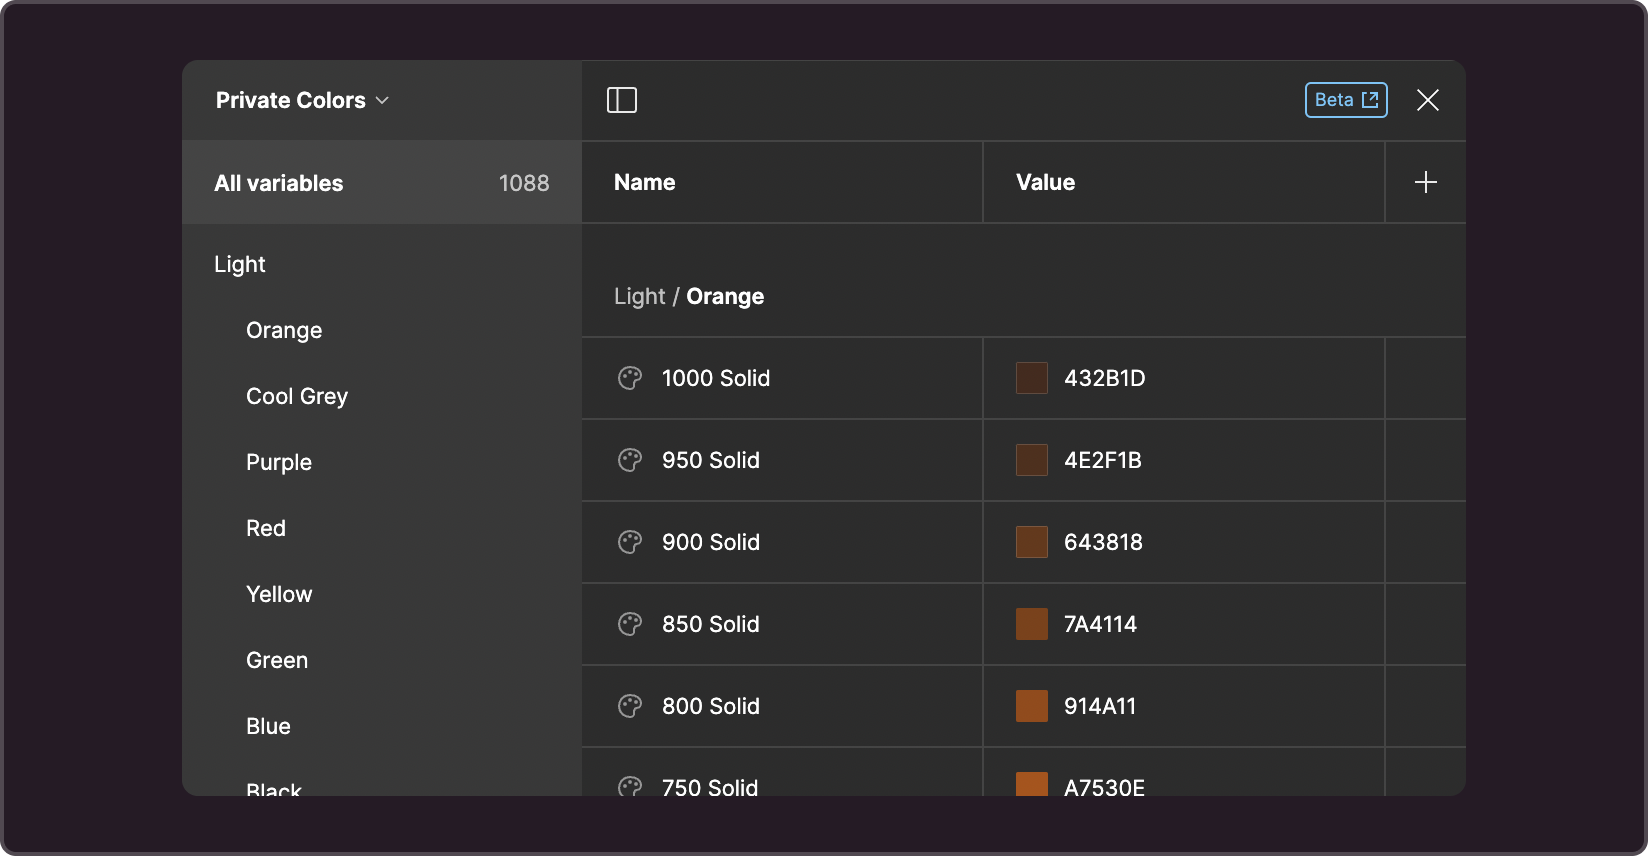 Private Colors
Beta
All variables 1088
Name Value
Light
Orange
Cool Grey
Purple
Red
Yellow
Green
Blue
Black
Light / Orange
1000 Solid 432B1D
950 Solid 4E2F1B
900 Solid 643818
850 Solid 7A4114
800 Solid 914A11
750 Solid A7530E